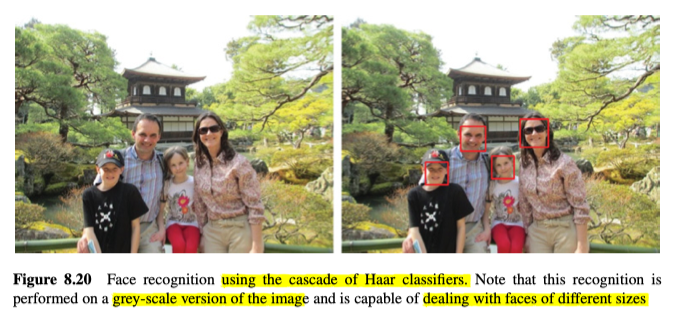 Figure 8.20 Face recognition using the cascade of Haar classifiers. Note that this recognition is
performed on a grey-scale version of the image and is capable of dealing with faces of different sizes